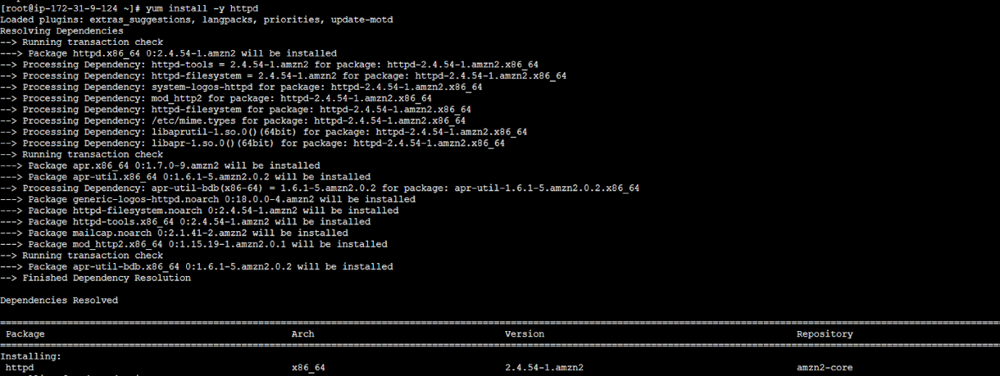 [root@ip-172-31-9-124 ~]# yum install -y httpd
Loaded plugins: extras_suggestions, langpacks, priorities, update-motd
Resolving Dependencies
--> Running transaction check
---> Package httpd.x86_64 0:2.4.54-1.amzn2 will be installed
--> Processing Dependency: httpd-tools = 2.4.54-1.amzn2 for package: httpd-2.4.54-1.amzn2.x86_64
--> Processing Dependency: httpd-filesystem = 2.4.54-1.amzn2 for package: httpd-2.4.54-1.amzn2.x86_64
--> Processing Dependency: system-logos-httpd for package: httpd-2.4.54-1.amzn2.x86_64
--> Processing Dependency: mod_http2 for package: httpd-2.4.54-1.amzn2.x86_64
--> Processing Dependency: httpd-filesystem for package: httpd-2.4.54-1.amzn2.x86_64
--> Processing Dependency: /etc/mime.types for package: httpd-2.4.54-1.amzn2.x86_64
--> Processing Dependency: libaprutil-1.so.0()(64bit) for package: httpd-2.4.54-1.amzn2.x86_64
--> Processing Dependency: libapr-1.so.0()(64bit) for package: httpd-2.4.54-1.amzn2.x86_64
--> Running transaction check
---> Package apr.x86_64 0:1.7.0-9.amzn2 will be installed
---> Package apr-util.x86_64 0:1.6.1-5.amzn2.0.2 will be installed
--> Processing Dependency: apr-util-bdb(x86-64) = 1.6.1-5.amzn2.0.2 for package: apr-util-1.6.1-5.amzn2.0.2.x86_64
---> Package generic-logos-httpd.noarch 0:18.0.0-4.amzn2 will be installed
---> Package httpd-filesystem.noarch 0:2.4.54-1.amzn2 will be installed
---> Package httpd-tools.x86_64 0:2.4.54-1.amzn2 will be installed
---> Package mailcap.noarch 0:2.1.41-2.amzn2 will be installed
---> Package mod_http2.x86_64 0:1.15.19-1.amzn2.0.1 will be installed
--> Running transaction check
---> Package apr-util-bdb.x86_64 0:1.6.1-5.amzn2.0.2 will be installed
--> Finished Dependency Resolution
Dependencies Resolved
Package Arch Version Repository
Installing:
httpd x86_64 2.4.54-1.amzn2 amzn2-core